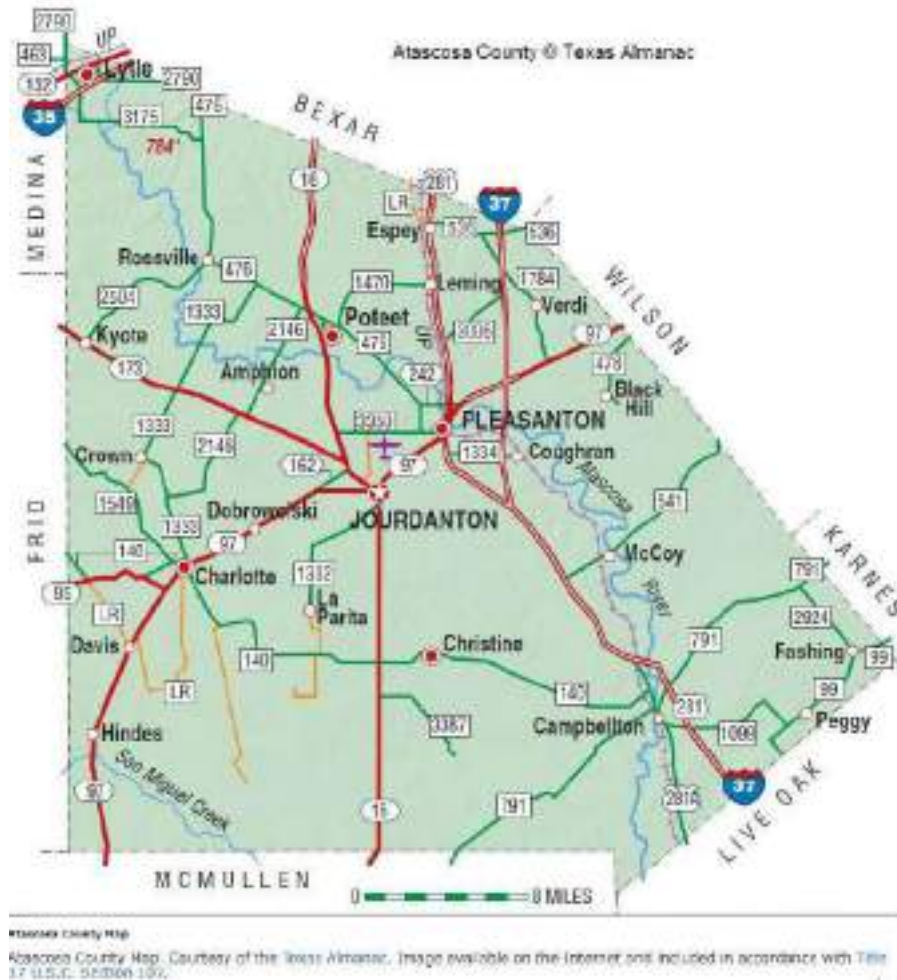 2790
UP
463
Atascosa County © Texas Almanac
Lytle
132
2790
35
3175
476
BEXAR
784'
MEDINA
16
281
LR
37
Espey
1536
536
Rossville
476
1470
Leming
1784
WILSON
2504
1333
Verdi
2146
Poteet
3006
97
Kyote
476
UP
478
173
Amphion
242
Black
Hill
1333
PLEASANTON
3350
2146
1334
Coughran
Crown
162
97
Atascosa
1549
Dobrowolski
JOURDANTON
541
FRIO
1333
140
97
McCoy
KARNES
Charlotte
1332
791
La
Parita
River
2924
LR
Davis
Christine
791
Fashing
140
99
LR
140
281
99
Campbellton
Hindes
3387
1099
Peggy
San Miguel Creek
37
97
16
791
281A
LIVE OAK
MCMULLEN
0
8 MILES
Atascosa County Map
Atascosa County Map. Courtesy of the Texas Almanac. Image available on the Internet and included in accordance with Title
17 U.S.C. Section 107.